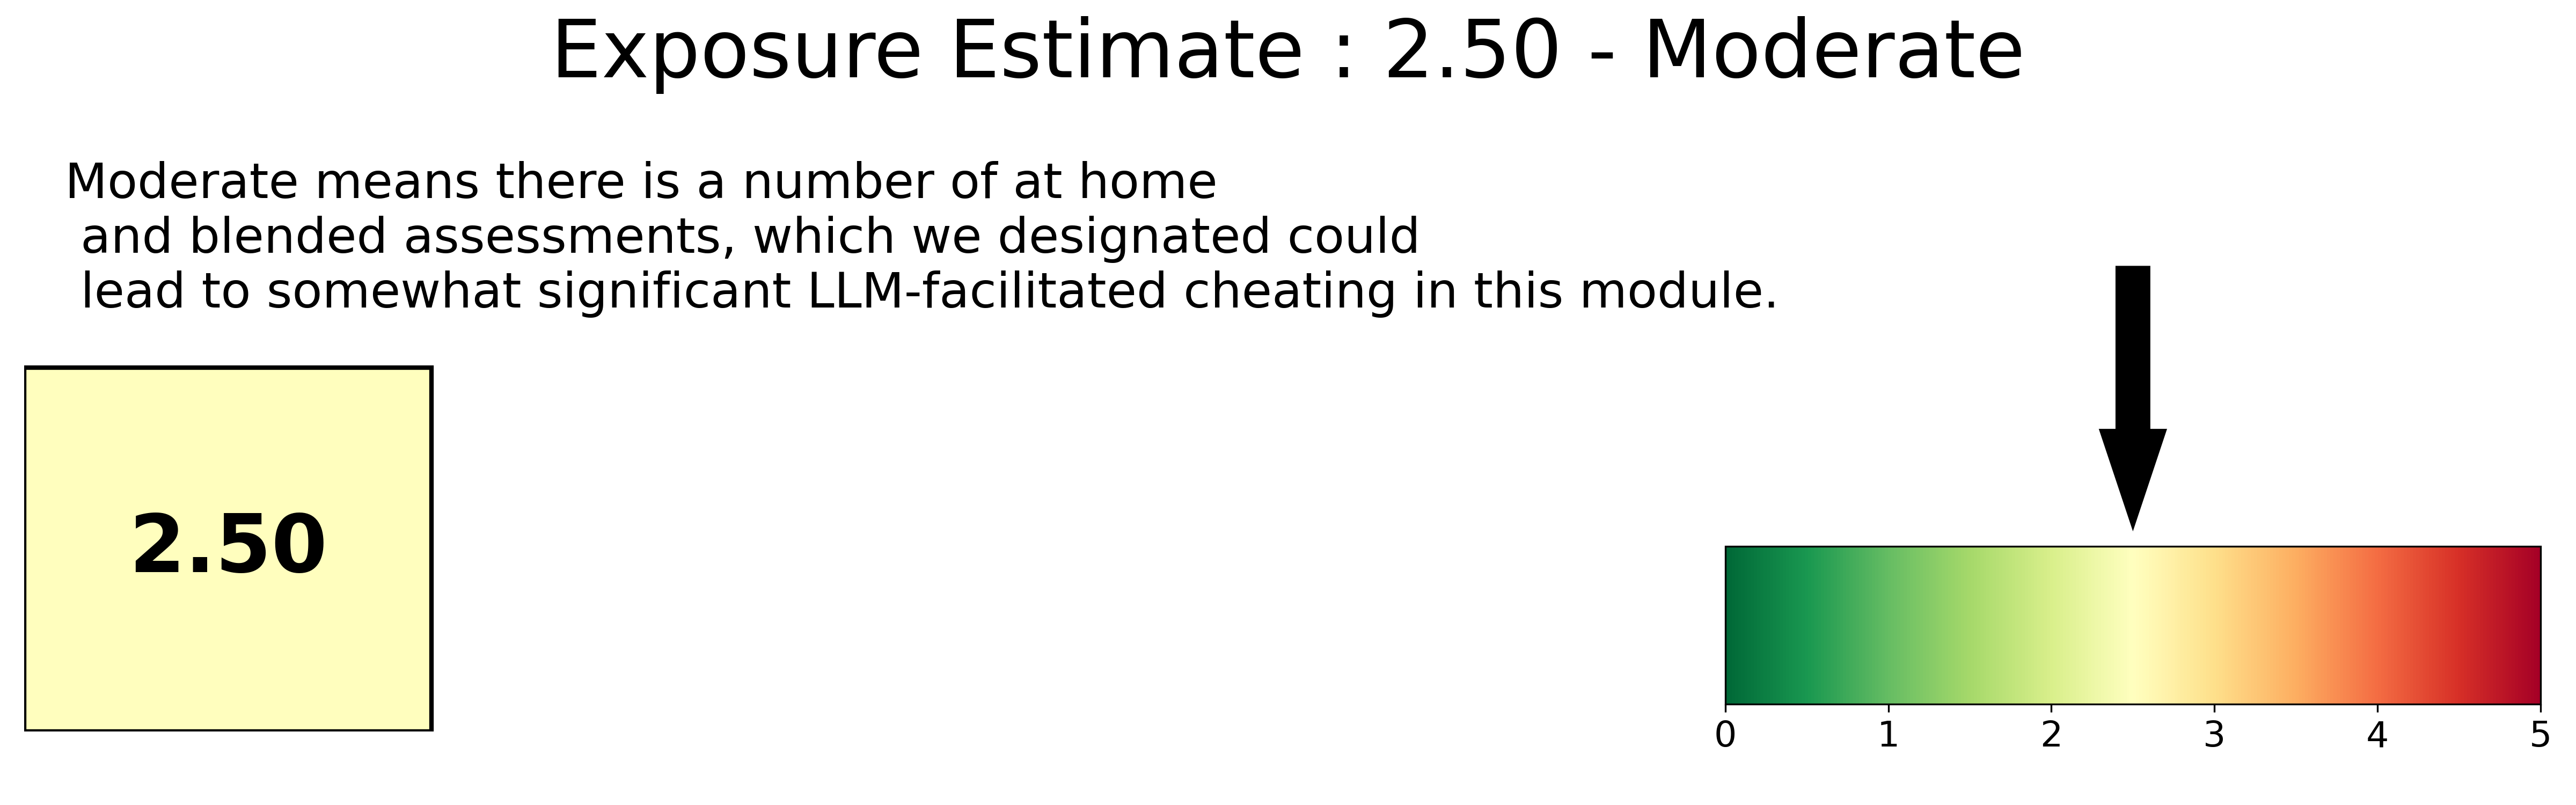 Exposure Estimate : 2.50 - Moderate
Moderate means there is a number of at home
and blended assessments, which we designated could
lead to somewhat significant LLM-facilitated cheating in this module.
2.50
0 1 2 3 4 5